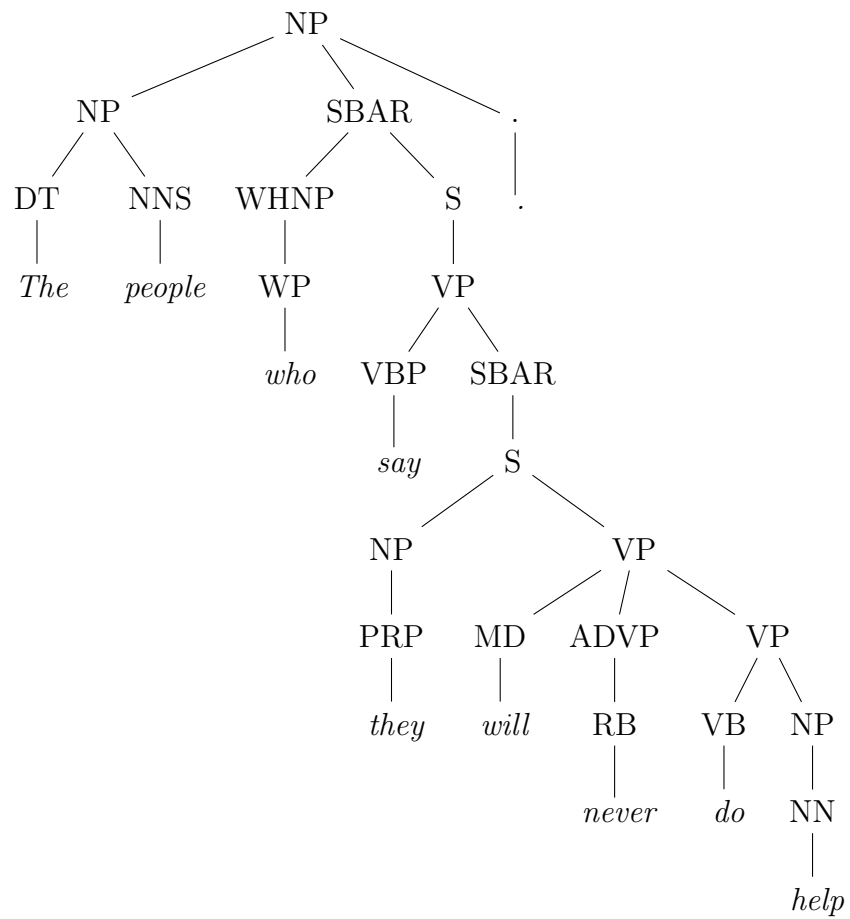 NP
NP SBAR .
DT NNS WHNP S .
The people WP VP
who VBP SBAR
say S
NP VP
PRP MD ADVP VP
they will RB VB NP
never do NN
help